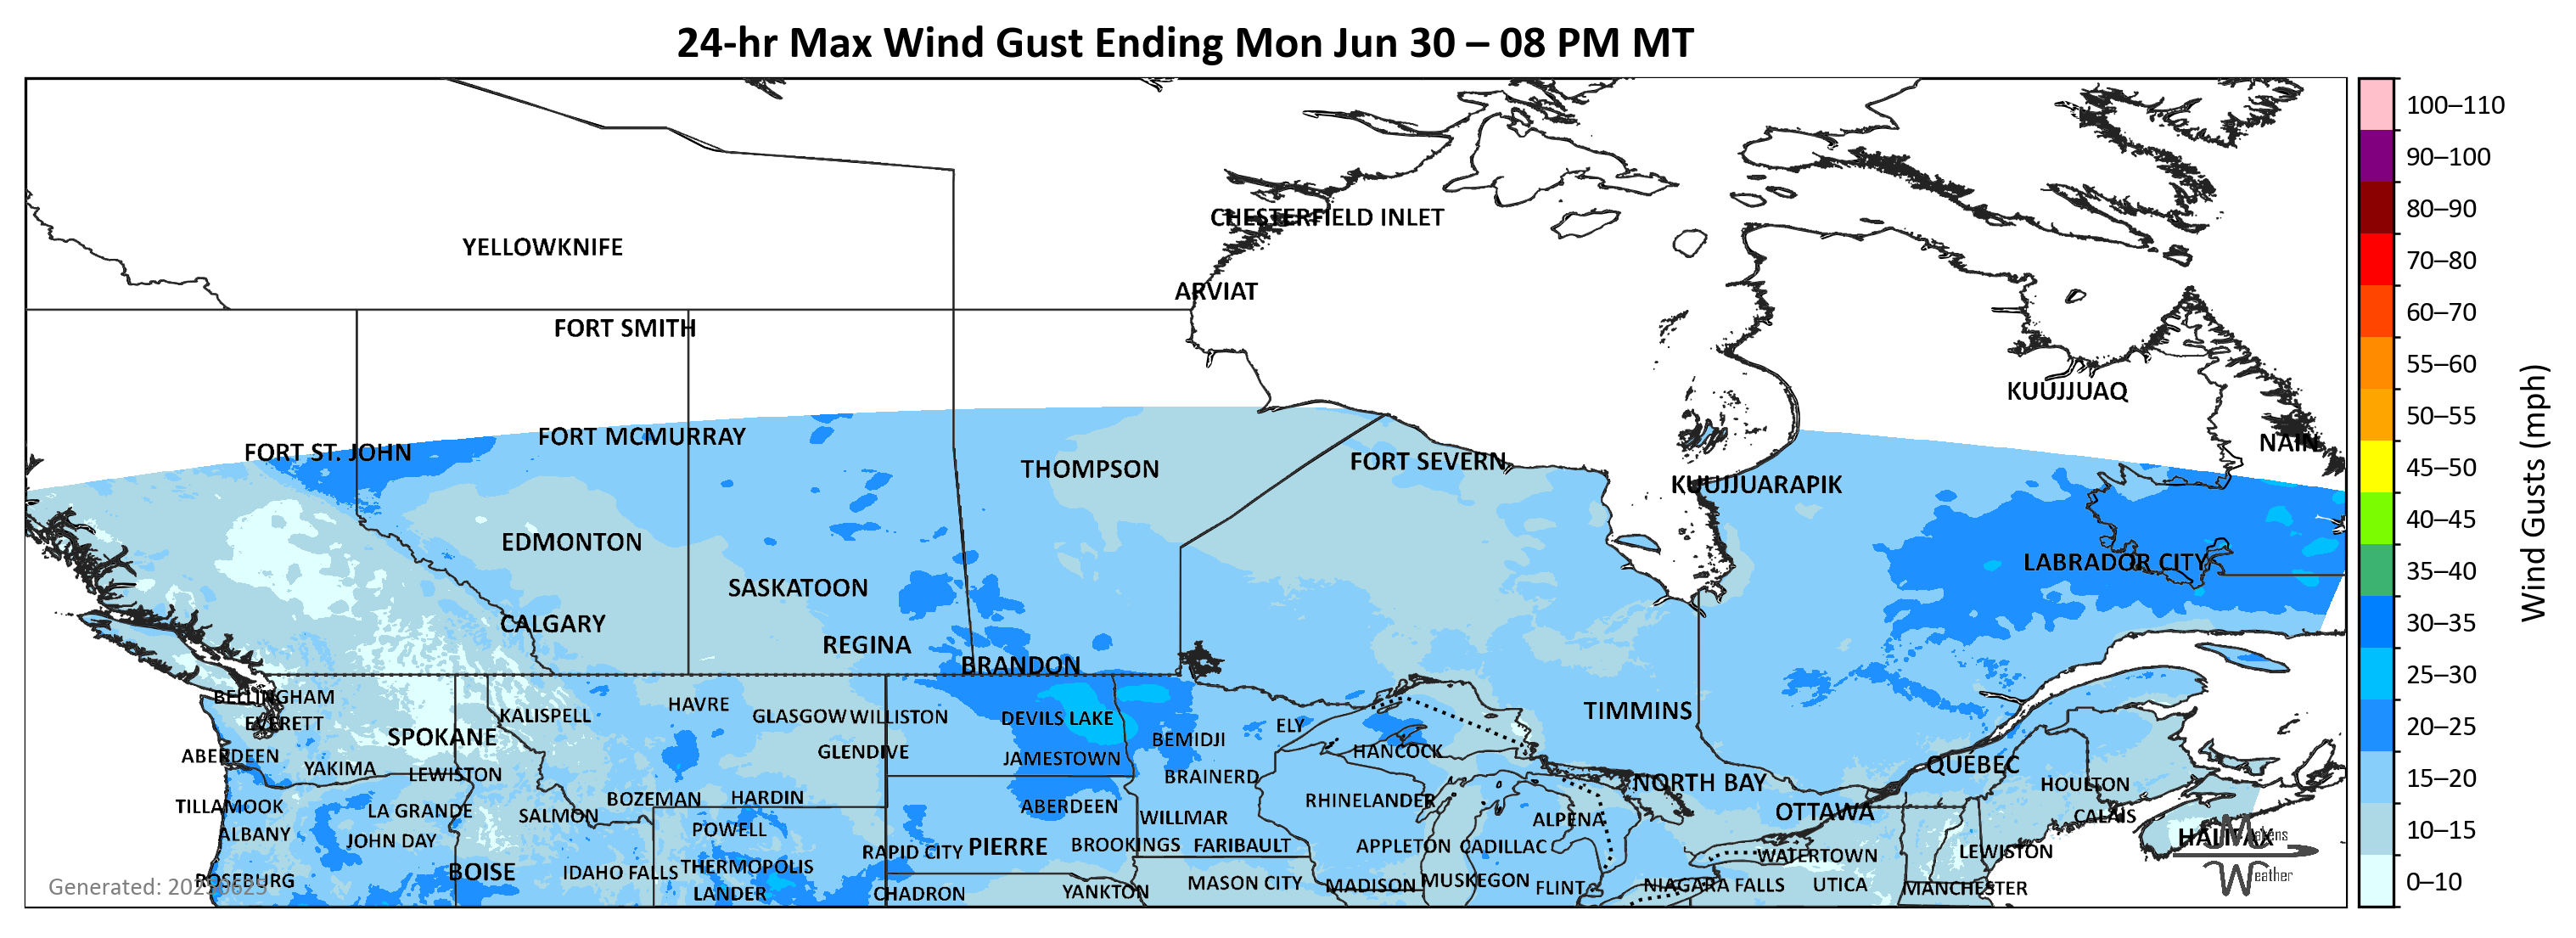 24-hr Max Wind Gust Ending Mon Jun 30 – 08 PM MT
100–110
90–100
80–90
70–80
60–70
55–60
50–55
45–50
40–45
35–40
30–35
25–30
20–25
15–20
10–15
0–10
Wind Gusts (mph)
CHESTERFIELD INLET
YELLOWKNIFE
ARVIAT
FORT SMITH
KUUJJUAQ
FORT MCMURRAY
NAIN
FORT ST. JOHN
THOMPSON
FORT SEVERN
KUUJJUARAPIK
EDMONTON
LABRADOR CITY
SASKATOON
CALGARY
REGINA
BRANDON
BELLINGHAM
HAVRE
TIMMINS
EVERETT
KALISPELL
GLASGOW
WILLISTON
DEVILS LAKE
ELY
SPOKANE
BEMIDJI
ABERDEEN
GLENDIVE
JAMESTOWN
HANCOCK
QUÉBEC
YAKIMA
LEWISTON
BRAINERD
NORTH BAY
HOULTON
TILLAMOOK
LA GRANDE
BOZEMAN
HARDIN
ABERDEEN
RHINELANDER
SALMON
WILLMAR
ALPENA
OTTAWA
CALAIS
ALBANY
JOHN DAY
POWELL
HALIFAX
Makens
Weather
RAPID CITY
PIERRE
BROOKINGS
FARIBAULT
APPLETON
CADILLAC
WATERTOWN
LEWISTON
BOISE
IDAHO FALLS
THERMOPOLIS
ROSEBURG
LANDER
CHADRON
YANKTON
MASON CITY
MADISON
MUSKEGON
FLINT
NIAGARA FALLS
UTICA
MANCHESTER
Generated: 20250625